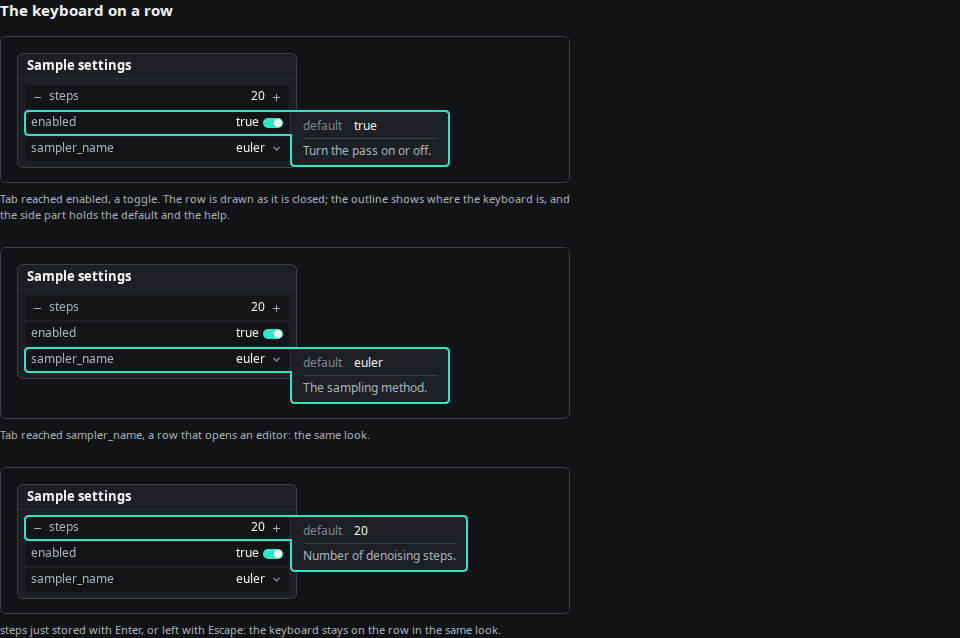 The keyboard on a row
Sample settings
− steps 20 +
enabled true
sampler_name euler
default true
Turn the pass on or off.
Tab reached enabled, a toggle. The row is drawn as it is closed; the outline shows where the keyboard is, and
the side part holds the default and the help.
Sample settings
− steps 20 +
enabled true
sampler_name euler
default euler
The sampling method.
Tab reached sampler_name, a row that opens an editor: the same look.
Sample settings
− steps 20 +
enabled true
sampler_name euler
default 20
Number of denoising steps.
steps just stored with Enter, or left with Escape: the keyboard stays on the row in the same look.